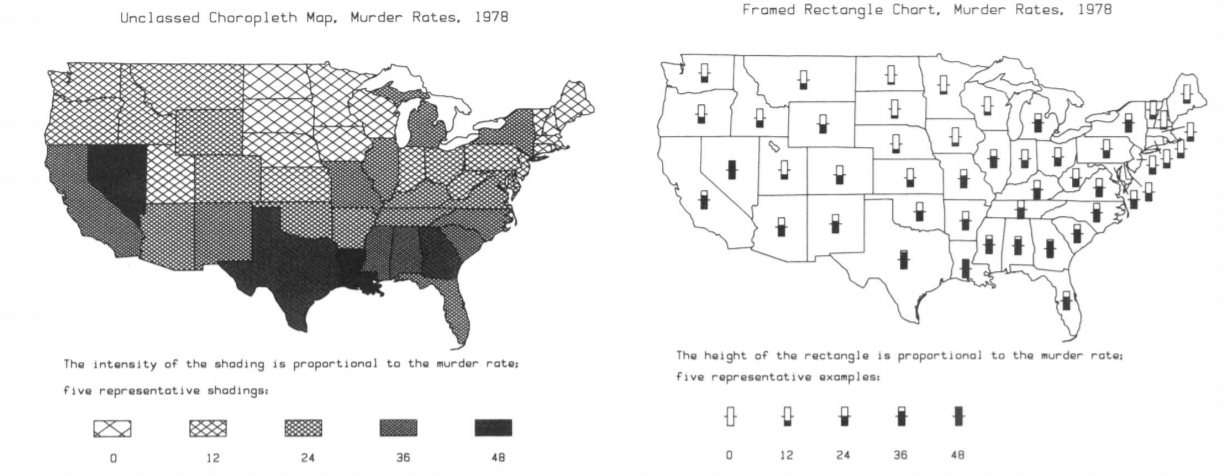 Unclassed Choropleth Map, Murder Rates, 1978
The intensity of the shading is proportional to the murder rate;
five representative shadings:
0 12 24 36 48
Framed Rectangle Chart, Murder Rates, 1978
The height of the rectangle is proportional to the murder rate;
five representative examples:
0 12 24 36 48